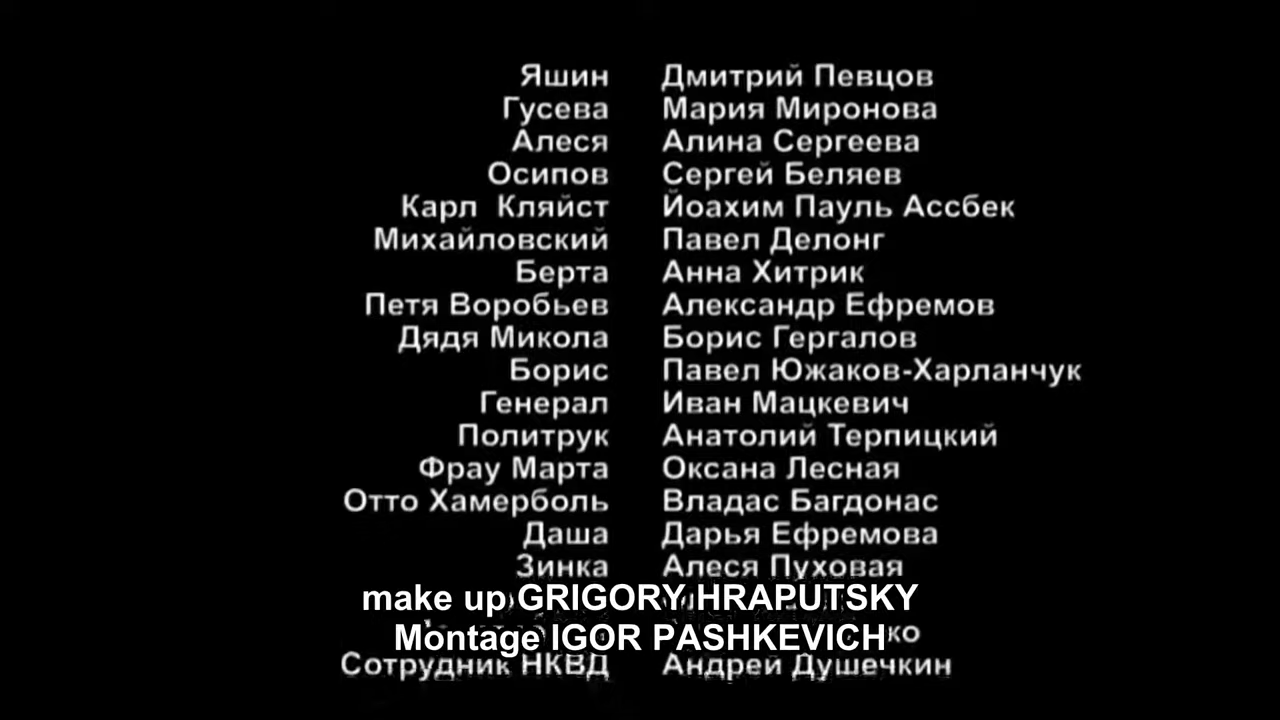 Яшин Дмитрий Певцов
Гусева Мария Миронова
Алеся Алина Сергеева
Осипов Сергей Беляев
Карл Кляйст Йоахим Пауль Ассбек
Михайловский Павел Делонг
Берта Анна Хитрик
Петя Воробьев Александр Ефремов
Дядя Микола Борис Гергалов
Борис Павел Южаков-Харланчук
Генерал Иван Мацкевич
Политрук Анатолий Терпицкий
Фрау Марта Оксана Лесная
Отто Хамерболь Владас Багдонас
Даша Дарья Ефремова
Зинка Алеся Пуховая
make up GRIGORY HRAPUTSKY
Montage IGOR PASHKEVICH
Сотрудник НКВД Андрей Душечкин